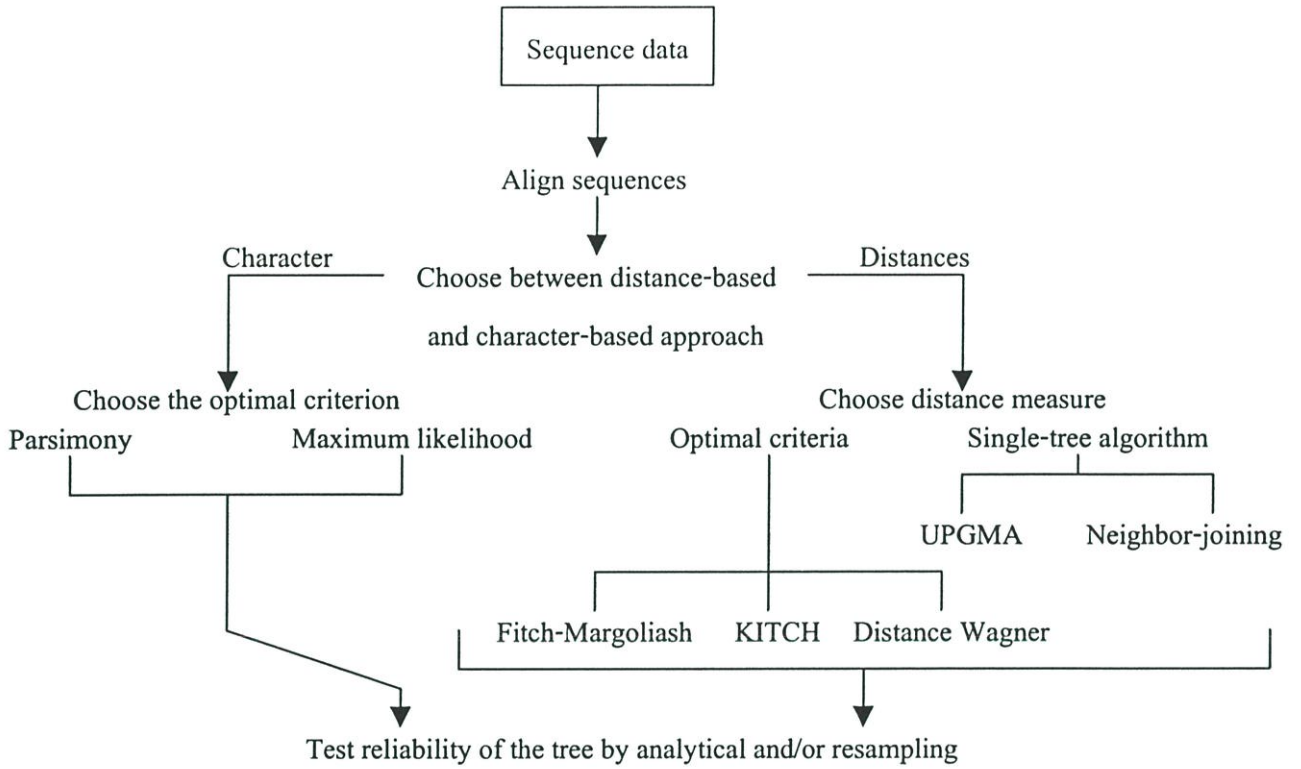 Sequence data
Align sequences
Character
Distances
Choose between distance-based
and character-based approach
Choose the optimal criterion
Choose distance measure
Parsimony
Maximum likelihood
Optimal criteria
Single-tree algorithm
UPGMA
Neighbor-joining
Fitch-Margoliash
KITCH
Distance Wagner
Test reliability of the tree by analytical and/or resampling